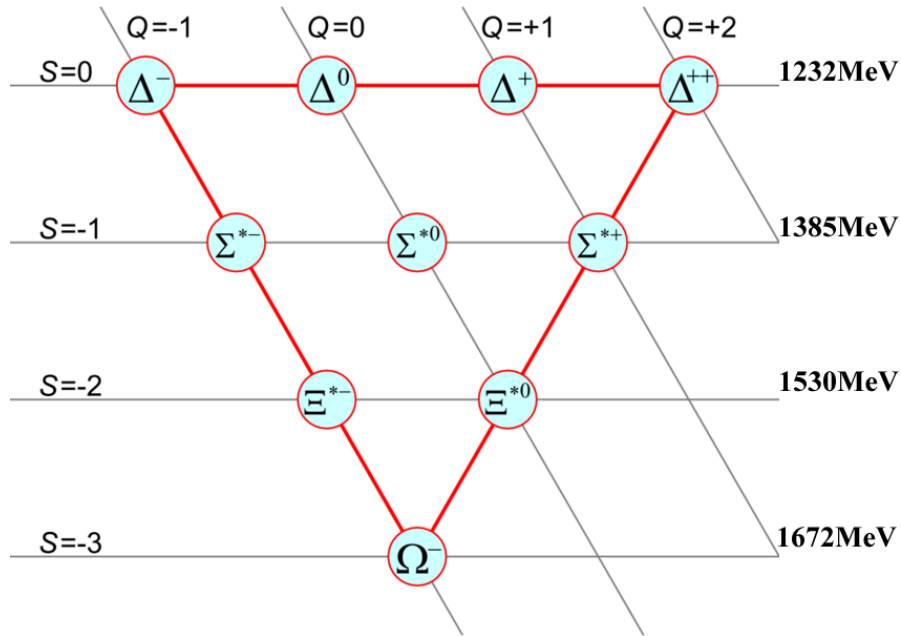 Q=-1 Q=0 Q=+1 Q=+2
S=0 Δ⁻ Δ⁰ Δ⁺ Δ⁺⁺ 1232MeV
S=-1 Σ*⁻ Σ*⁰ Σ*⁺ 1385MeV
S=-2 Ξ*⁻ Ξ*⁰ 1530MeV
S=-3 Ω⁻ 1672MeV